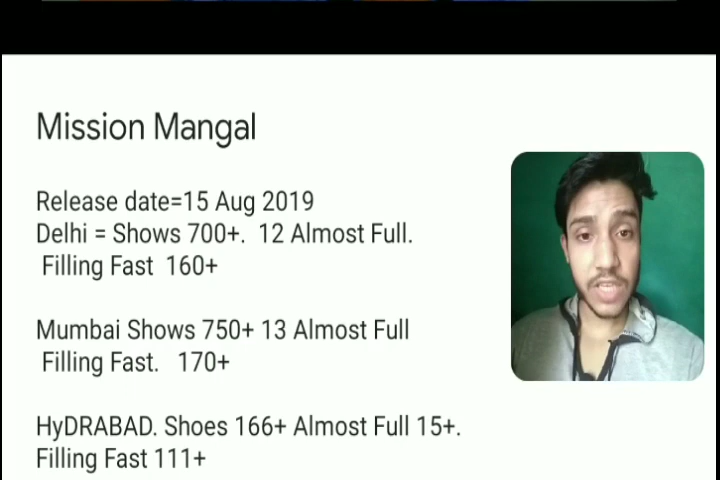 Mission Mangal
Release date=15 Aug 2019
Delhi = Shows 700+. 12 Almost Full.
Filling Fast 160+
Mumbai Shows 750+ 13 Almost Full
Filling Fast. 170+
HyDRABAD. Shoes 166+ Almost Full 15+.
Filling Fast 111+